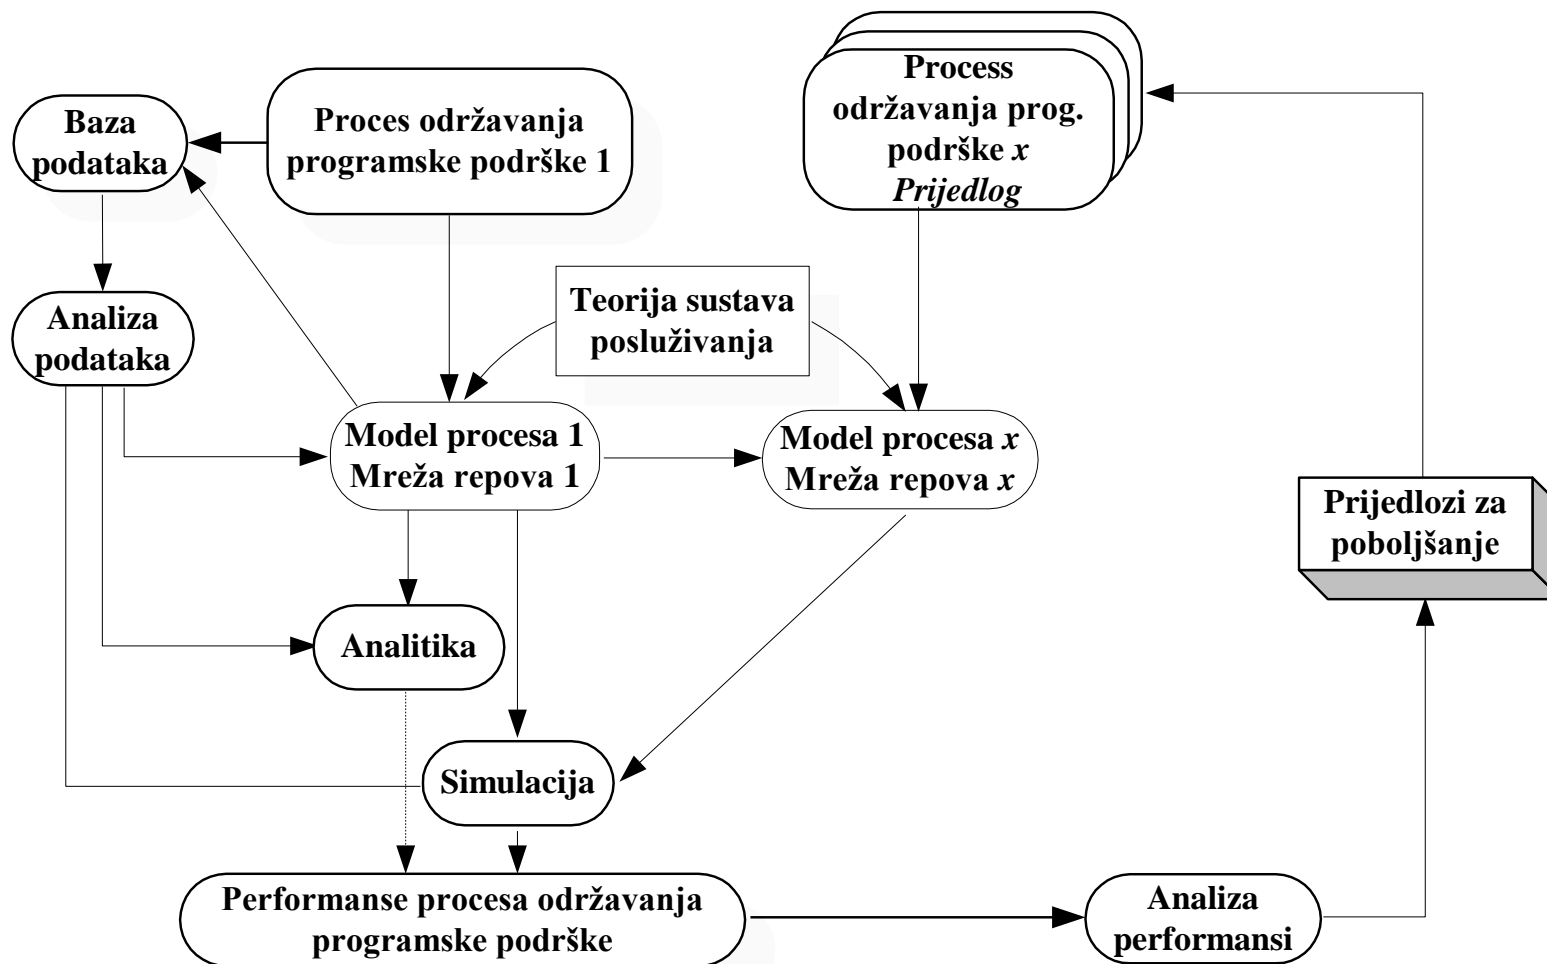 Process
održavanja prog.
podrške x
Prijedlog
Proces održavanja
programske podrške 1
Baza
podataka
Teorija sustava
posluživanja
Analiza
podataka
Model procesa 1
Mreža repova 1
Model procesa x
Mreža repova x
Prijedlozi za
poboljšanje
Analitika
Simulacija
Performanse procesa održavanja
programske podrške
Analiza
performansi